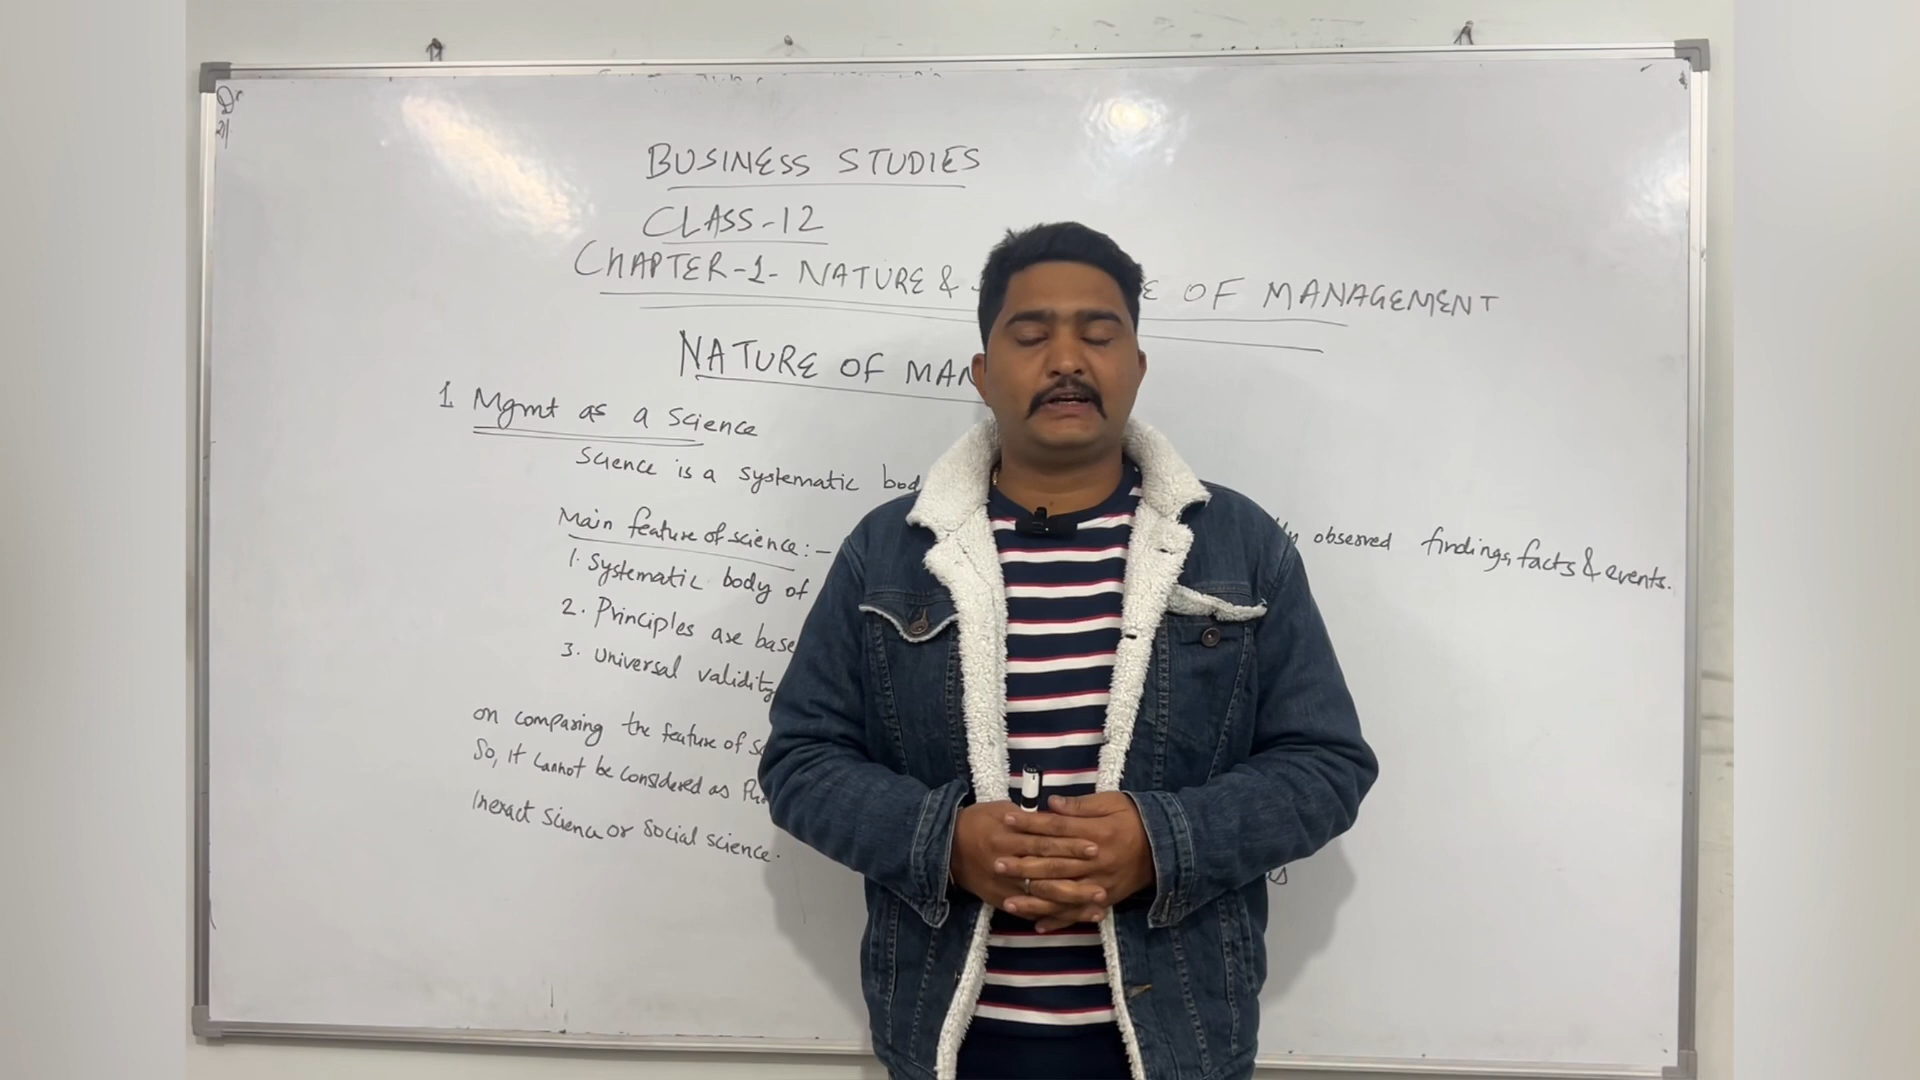 BUSINESS STUDIES
CLASS-12
CHAPTER-1- NATURE & OF MANAGEMENT
NATURE OF MAN
1. Mgmt as a Science
Science is a systematic bod observed findings, facts & events.
Main feature of science:-
1. Systematic body of
2. Principles are base
3. Universal validity
on comparing the feature of
So, it cannot be considered as
Inexact Science or Social science.